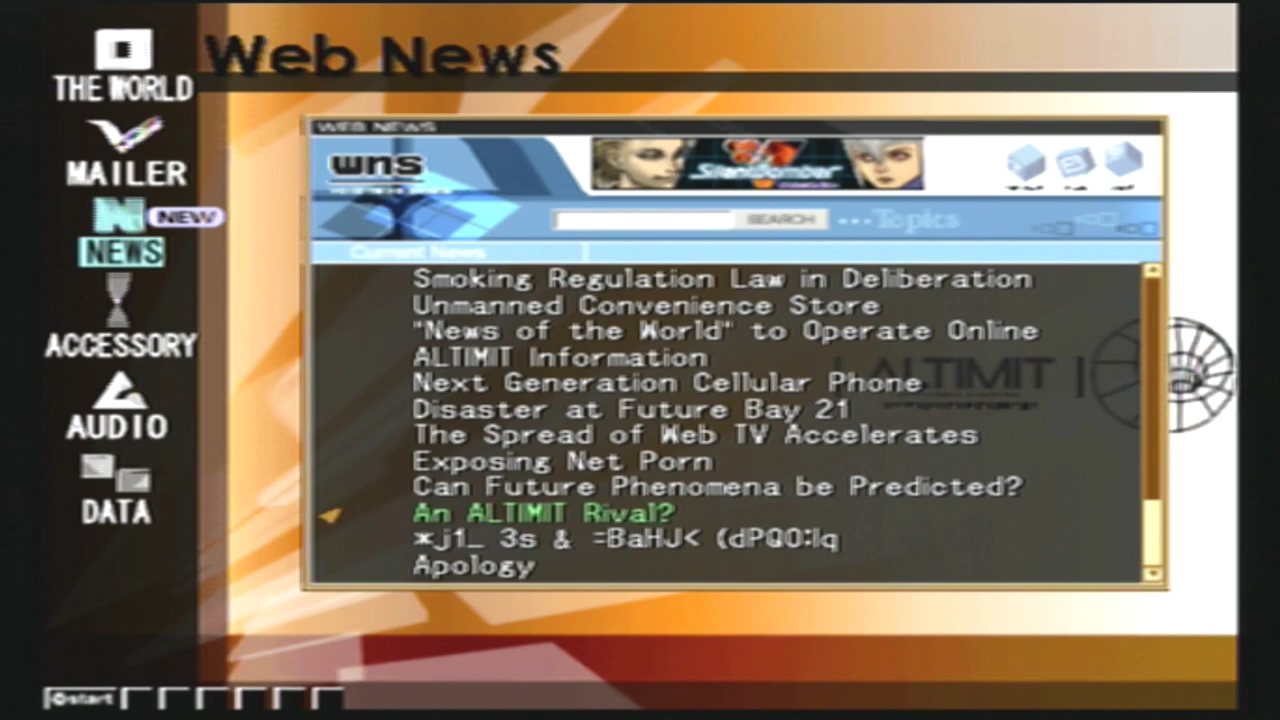 Web News
THE WORLD
MAILER
NEW
NEWS
ACCESSORY
AUDIO
DATA
WEB NEWS
wns
SilentBomber
SEARCH
Topics
Current News
Smoking Regulation Law in Deliberation
Unmanned Convenience Store
"News of the World" to Operate Online
ALTIMIT Information
Next Generation Cellular Phone
Disaster at Future Bay 21
The Spread of Web TV Accelerates
Exposing Net Porn
Can Future Phenomena be Predicted?
An ALTIMIT Rival?
*j1_ 3s & =BaHJ< (dPQ0:lq
Apology
ALTIMIT
start